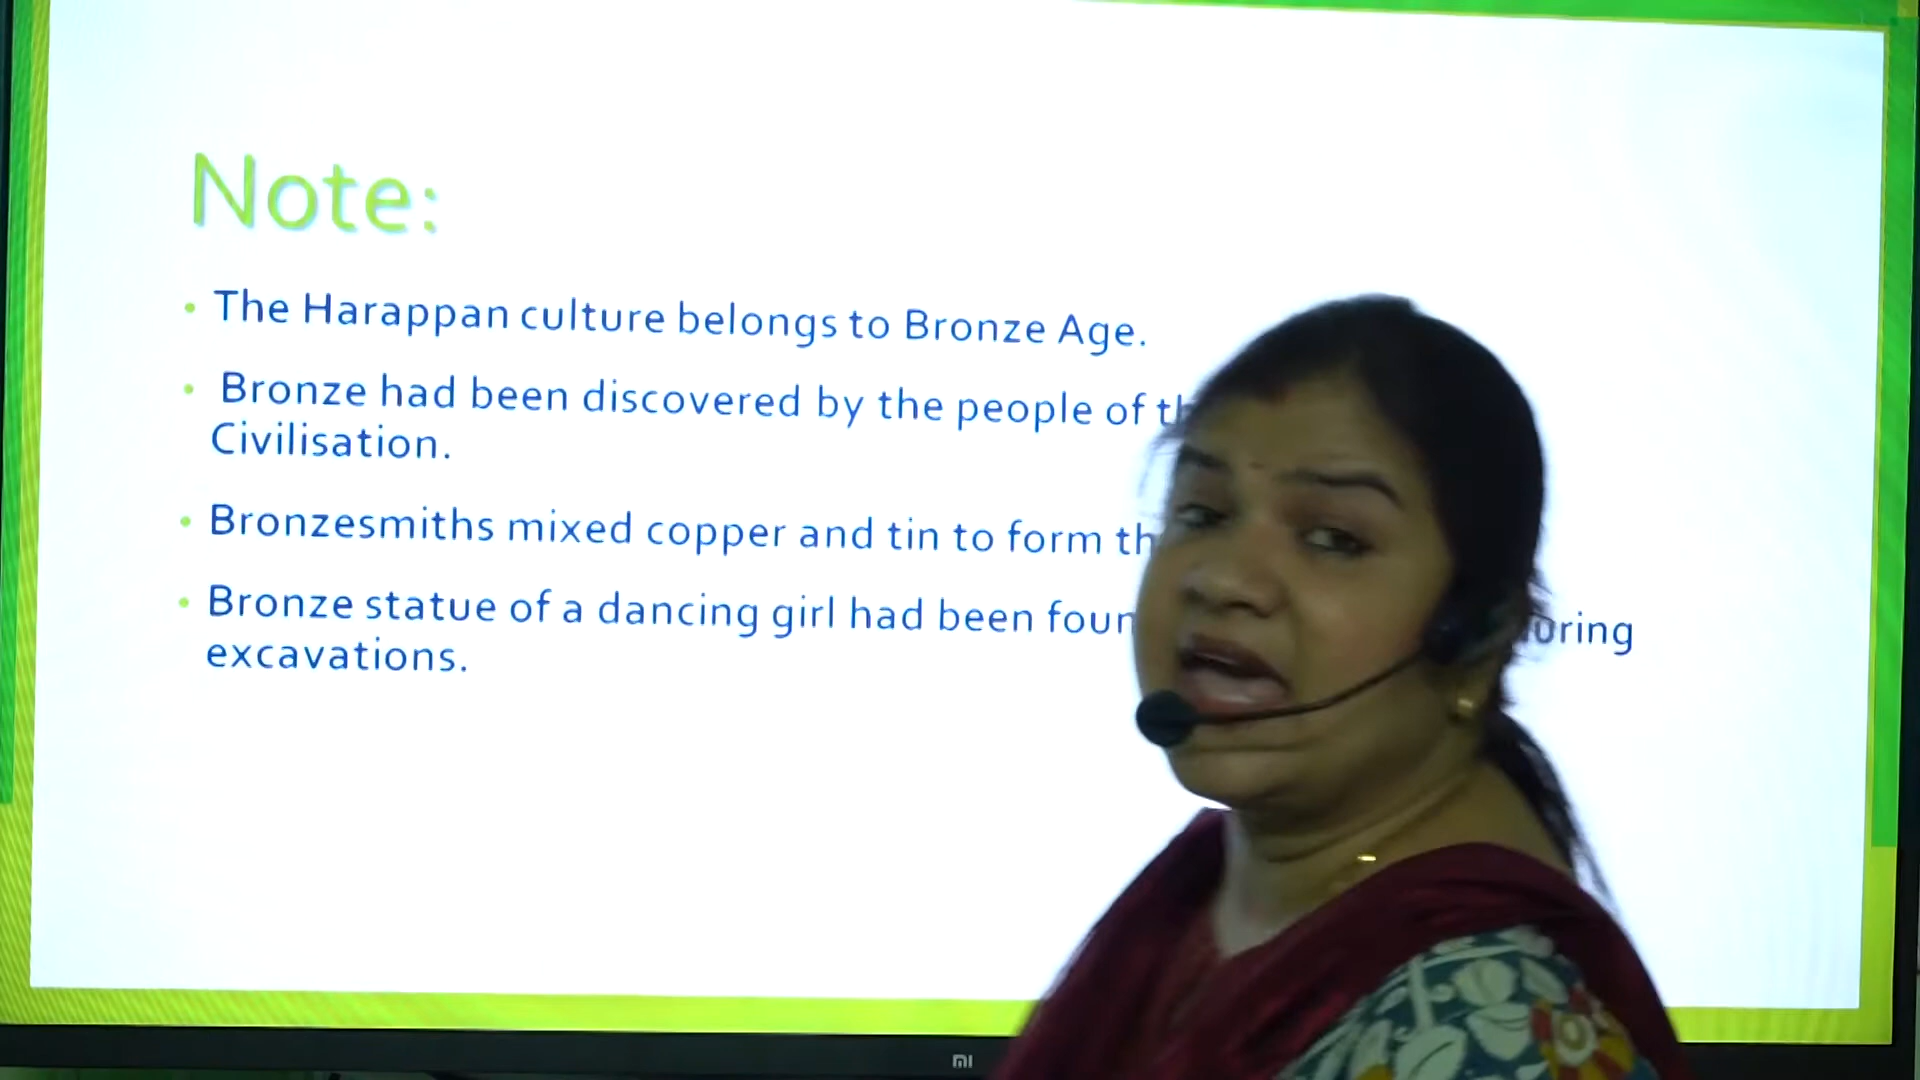 Note:
• The Harappan culture belongs to Bronze Age.
• Bronze had been discovered by the people of
Civilisation.
• Bronzesmiths mixed copper and tin to form
• Bronze statue of a dancing girl had been
excavations.
mi